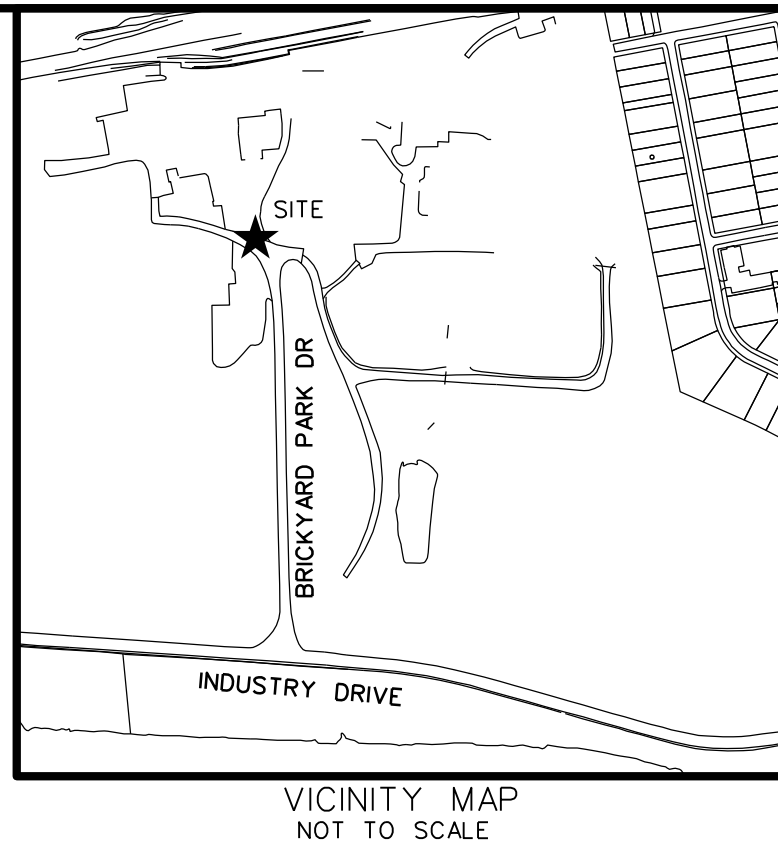 SITE
BRICKYARD PARK DR
INDUSTRY DRIVE
VICINITY MAP
NOT TO SCALE